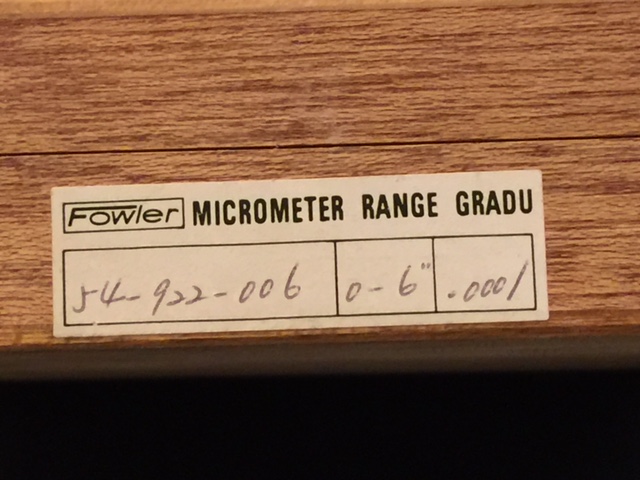 Fowler MICROMETER RANGE GRADU
54-922-006 0-6" .0001